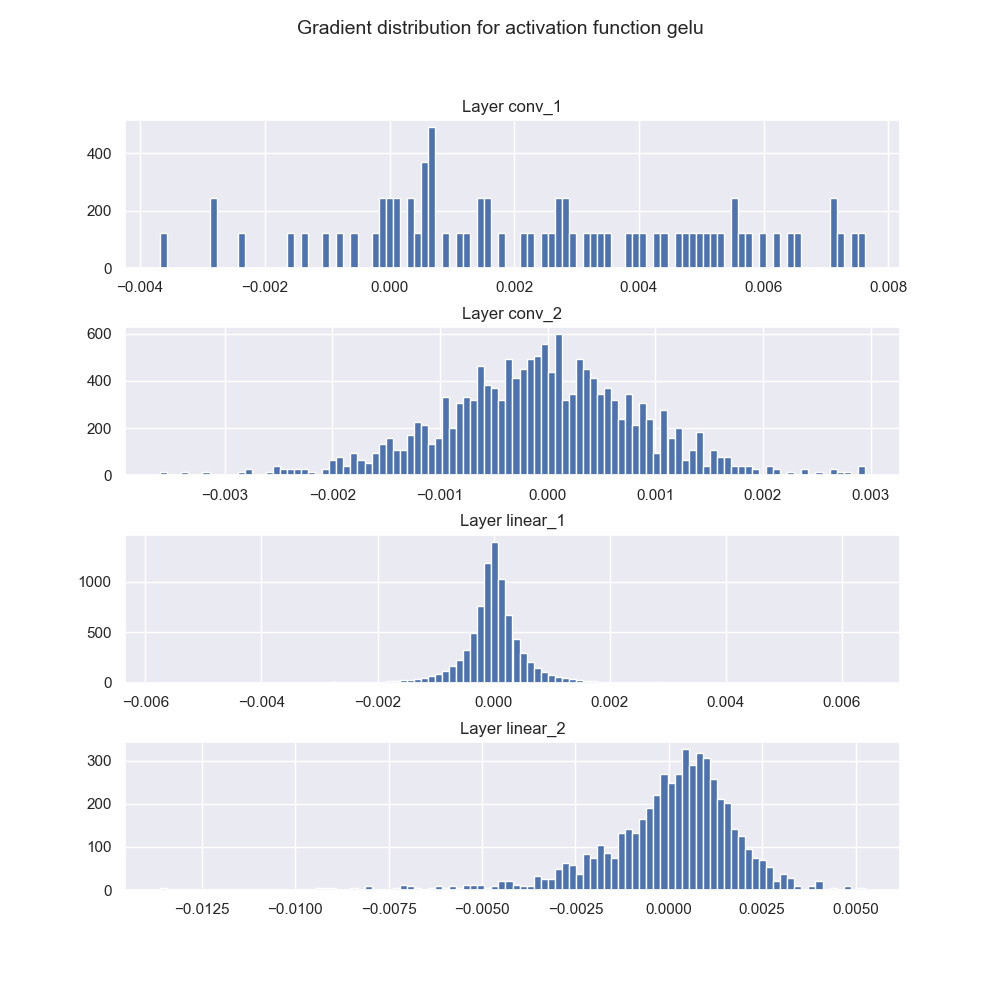 Gradient distribution for activation function gelu
Layer conv_1
400
200
0
−0.004 −0.002 0.000 0.002 0.004 0.006 0.008
Layer conv_2
600
400
200
0
−0.003 −0.002 −0.001 0.000 0.001 0.002 0.003
Layer linear_1
1000
500
0
−0.006 −0.004 −0.002 0.000 0.002 0.004 0.006
Layer linear_2
300
200
100
0
−0.0125 −0.0100 −0.0075 −0.0050 −0.0025 0.0000 0.0025 0.0050